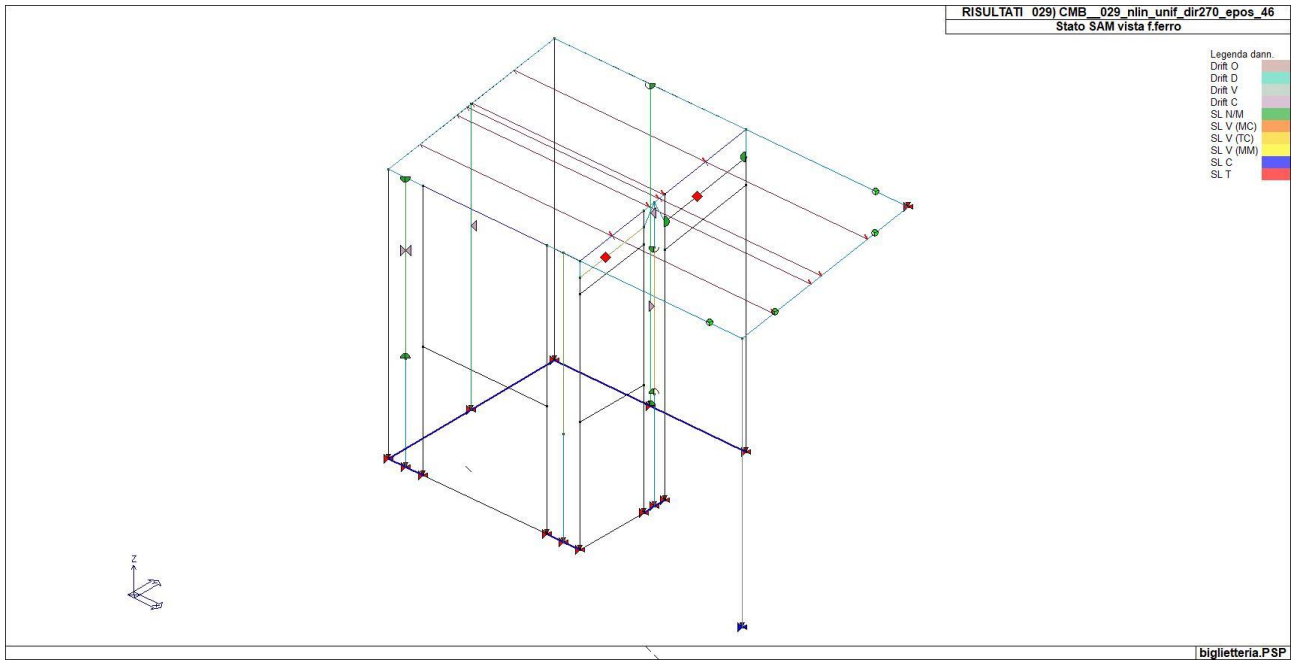 RISULTATI 029) CMB__029_nlin_unif_dir270_epos_46
Stato SAM vista f.ferro
Legenda dann.
Drift O
Drift D
Drift V
Drift C
SL N/M
SL V (MC)
SL V (TC)
SL V (MM)
SL C
SL T
Z
biglietteria.PSP